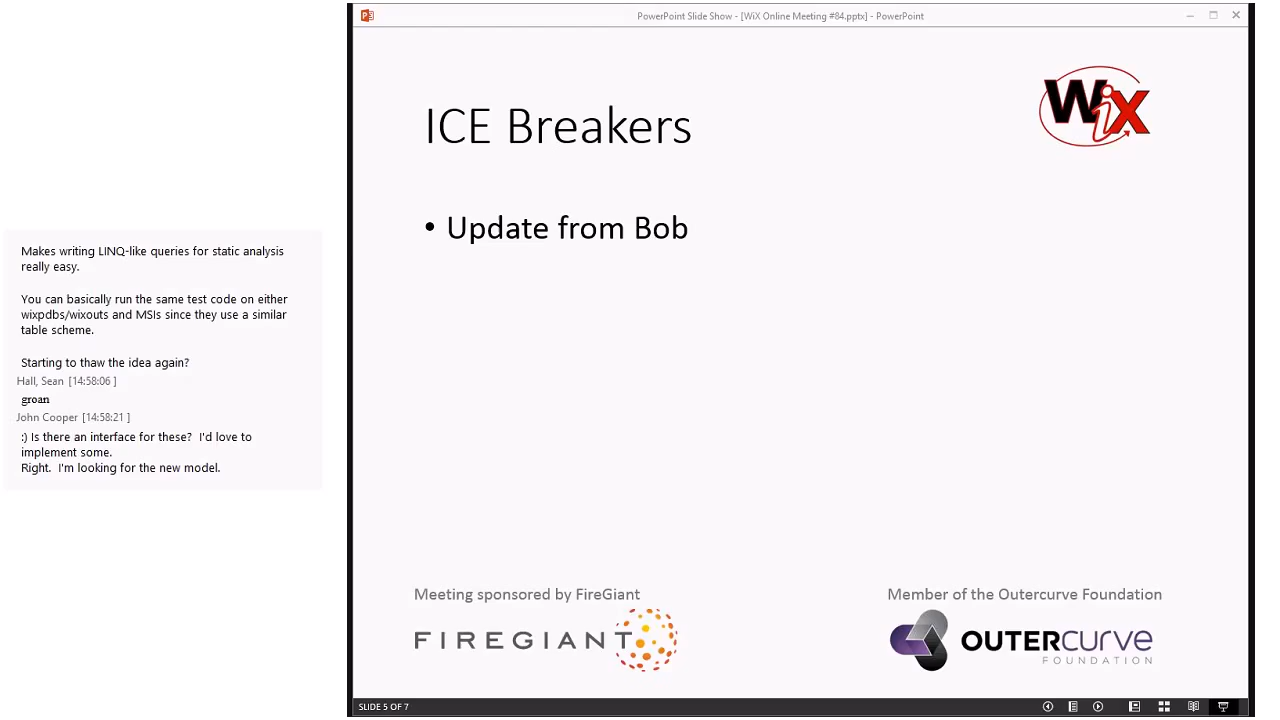 PowerPoint Slide Show - [WiX Online Meeting #84.pptx] - PowerPoint
WiX
ICE Breakers
• Update from Bob
Makes writing LINQ-like queries for static analysis
really easy.
You can basically run the same test code on either
wixpdbs/wixouts and MSIs since they use a similar
table scheme.
Starting to thaw the idea again?
Hall, Sean [14:58:06 ]
groan
John Cooper [14:58:21 ]
:) Is there an interface for these?  I'd love to
implement some.
Right.  I'm looking for the new model.
Meeting sponsored by FireGiant
FIREGIANT
Member of the Outercurve Foundation
OUTERCURVE
FOUNDATION
SLIDE 5 OF 7